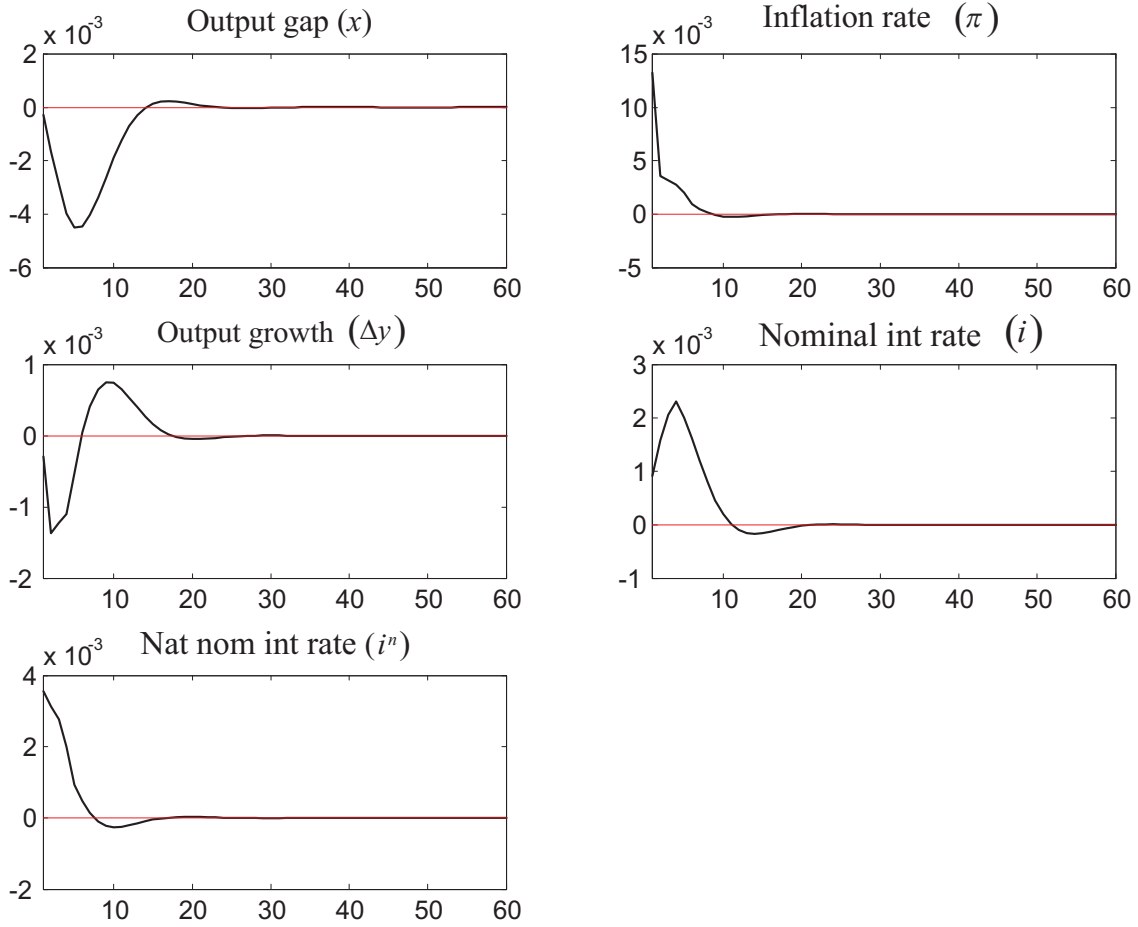 Output gap (x)
x 10⁻³
2
0
-2
-4
-6
10 20 30 40 50 60
Inflation rate (π)
x 10⁻³
15
10
5
0
-5
10 20 30 40 50 60
Output growth (Δy)
x 10⁻³
1
0
-1
-2
10 20 30 40 50 60
Nominal int rate (i)
x 10⁻³
3
2
1
0
-1
10 20 30 40 50 60
Nat nom int rate (iⁿ)
x 10⁻³
4
2
0
-2
10 20 30 40 50 60